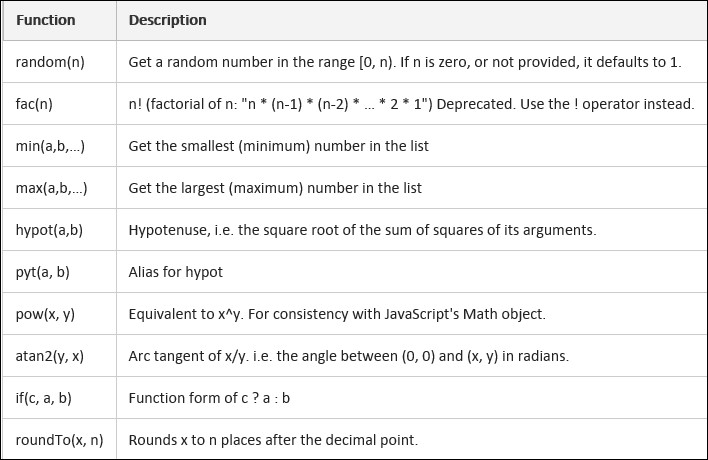 Function Description
random(n) Get a random number in the range [0, n). If n is zero, or not provided, it defaults to 1.
fac(n) n! (factorial of n: "n * (n-1) * (n-2) * … * 2 * 1") Deprecated. Use the ! operator instead.
min(a,b,…) Get the smallest (minimum) number in the list
max(a,b,…) Get the largest (maximum) number in the list
hypot(a,b) Hypotenuse, i.e. the square root of the sum of squares of its arguments.
pyt(a, b) Alias for hypot
pow(x, y) Equivalent to x^y. For consistency with JavaScript's Math object.
atan2(y, x) Arc tangent of x/y. i.e. the angle between (0, 0) and (x, y) in radians.
if(c, a, b) Function form of c ? a : b
roundTo(x, n) Rounds x to n places after the decimal point.